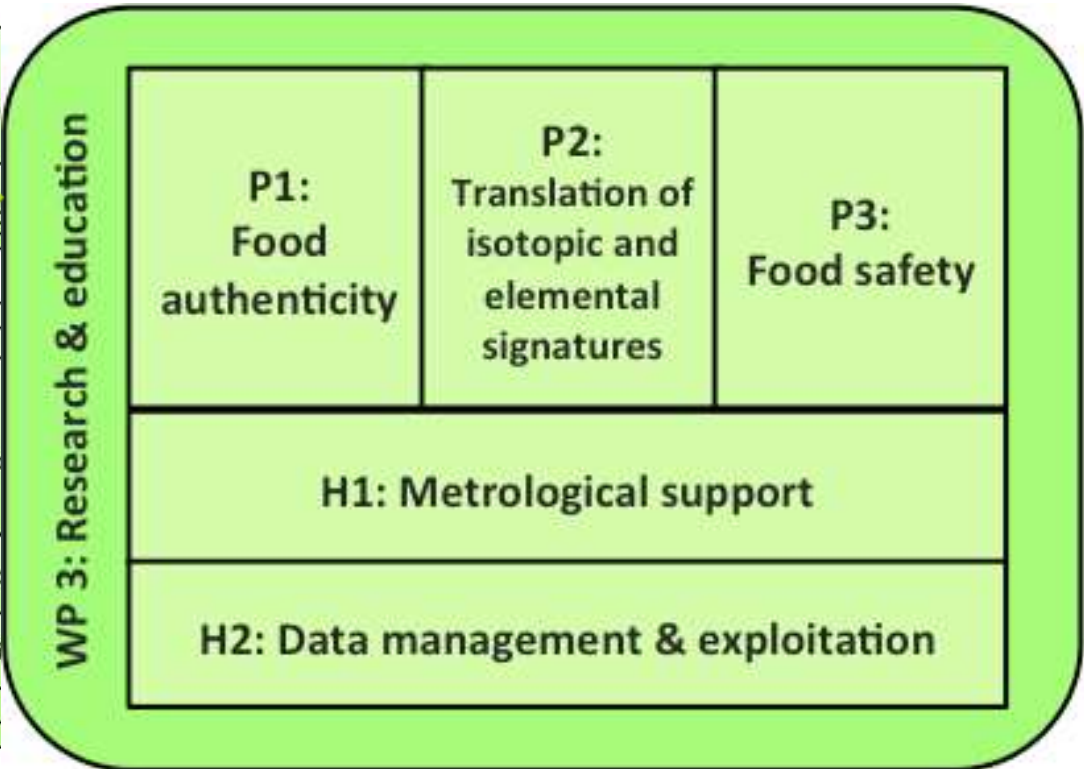 WP 3: Research & education
P1:
Food
authenticity
P2:
Translation of
isotopic and
elemental
signatures
P3:
Food safety
H1: Metrological support
H2: Data management & exploitation